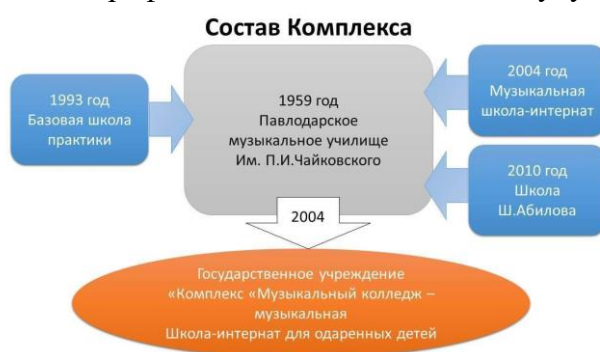 Состав Комплекса
1993 год
Базовая школа
практики
1959 год
Павлодарское
музыкальное училище
Им. П.И.Чайковского
2004 год
Музыкальная
школа-интернат
2010 год
Школа
Ш.Абилова
2004
Государственное учреждение
«Комплекс «Музыкальный колледж –
музыкальная
Школа-интернат для одаренных детей